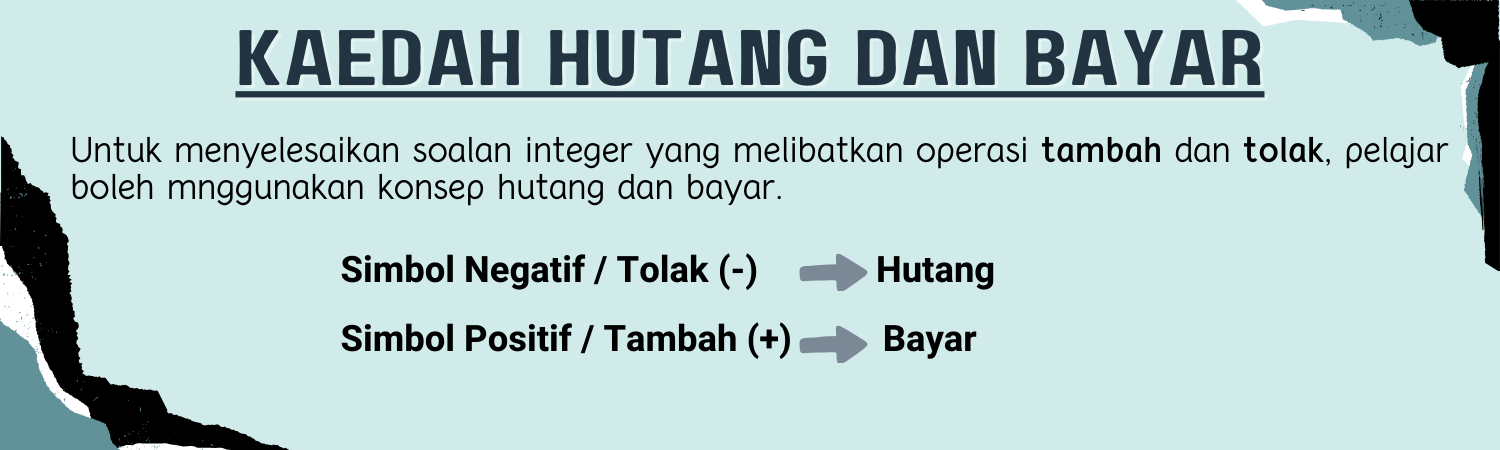 KAEDAH HUTANG DAN BAYAR
Untuk menyelesaikan soalan integer yang melibatkan operasi tambah dan tolak, pelajar
boleh mnggunakan konsep hutang dan bayar.
Simbol Negatif / Tolak (-) Hutang
Simbol Positif / Tambah (+) Bayar